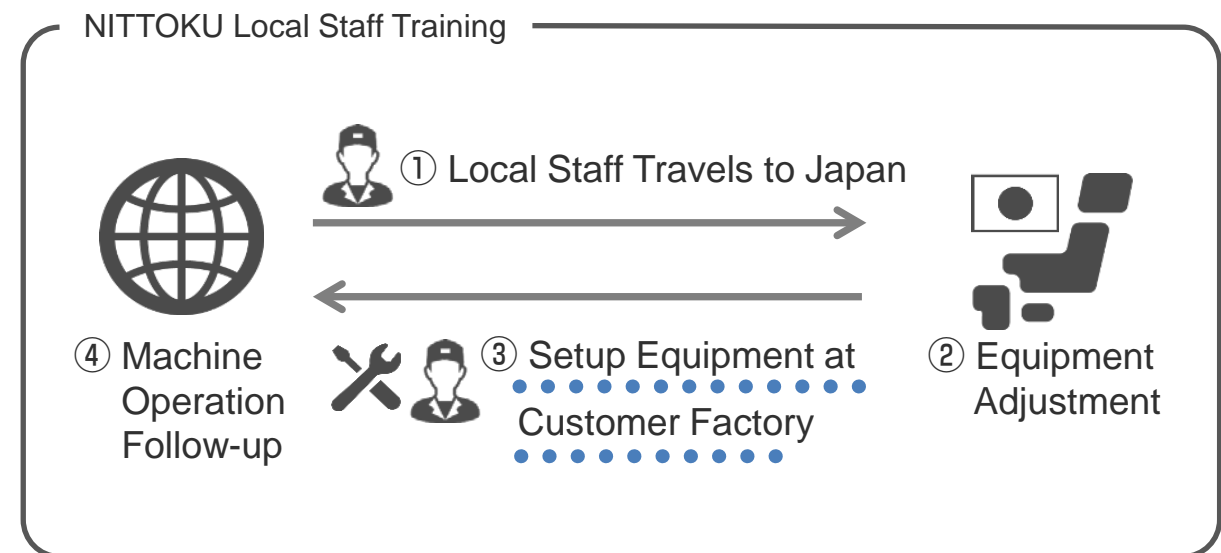 NITTOKU Local Staff Training
① Local Staff Travels to Japan
④ Machine
Operation
Follow-up
③ Setup Equipment at
Customer Factory
② Equipment
Adjustment